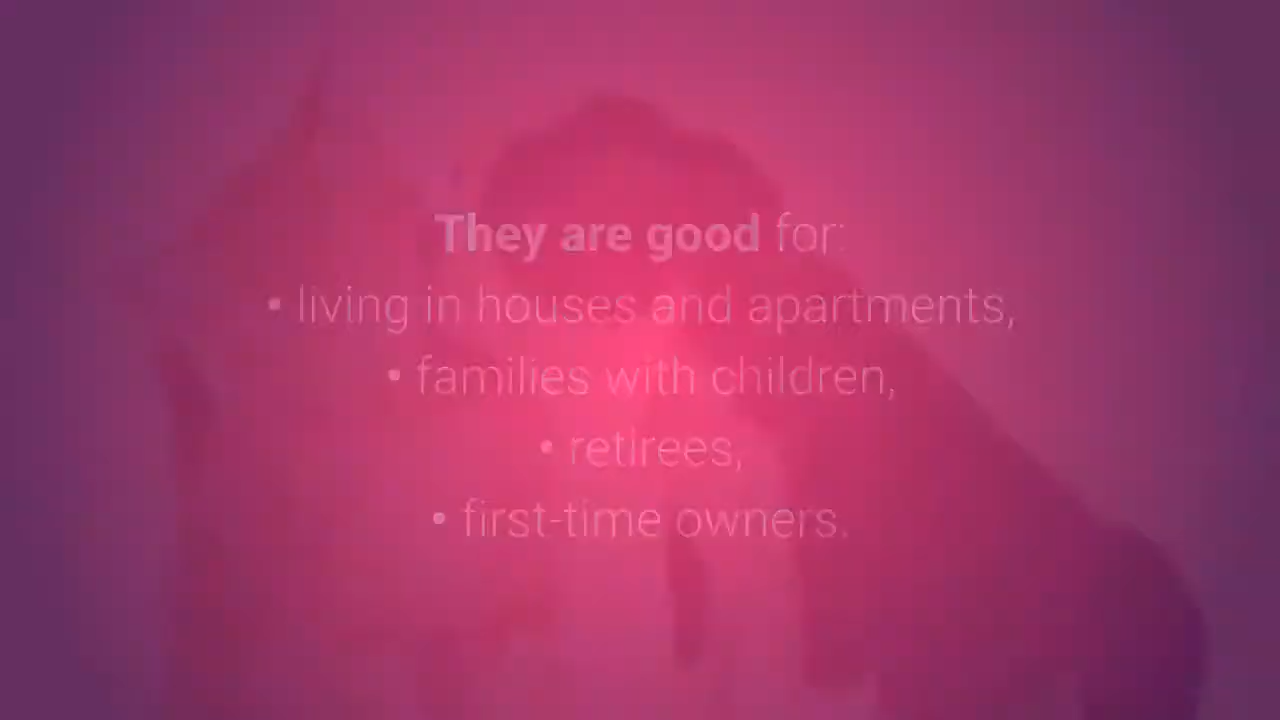 They are good for:
• living in houses and apartments,
• families with children,
• retirees,
• first-time owners.